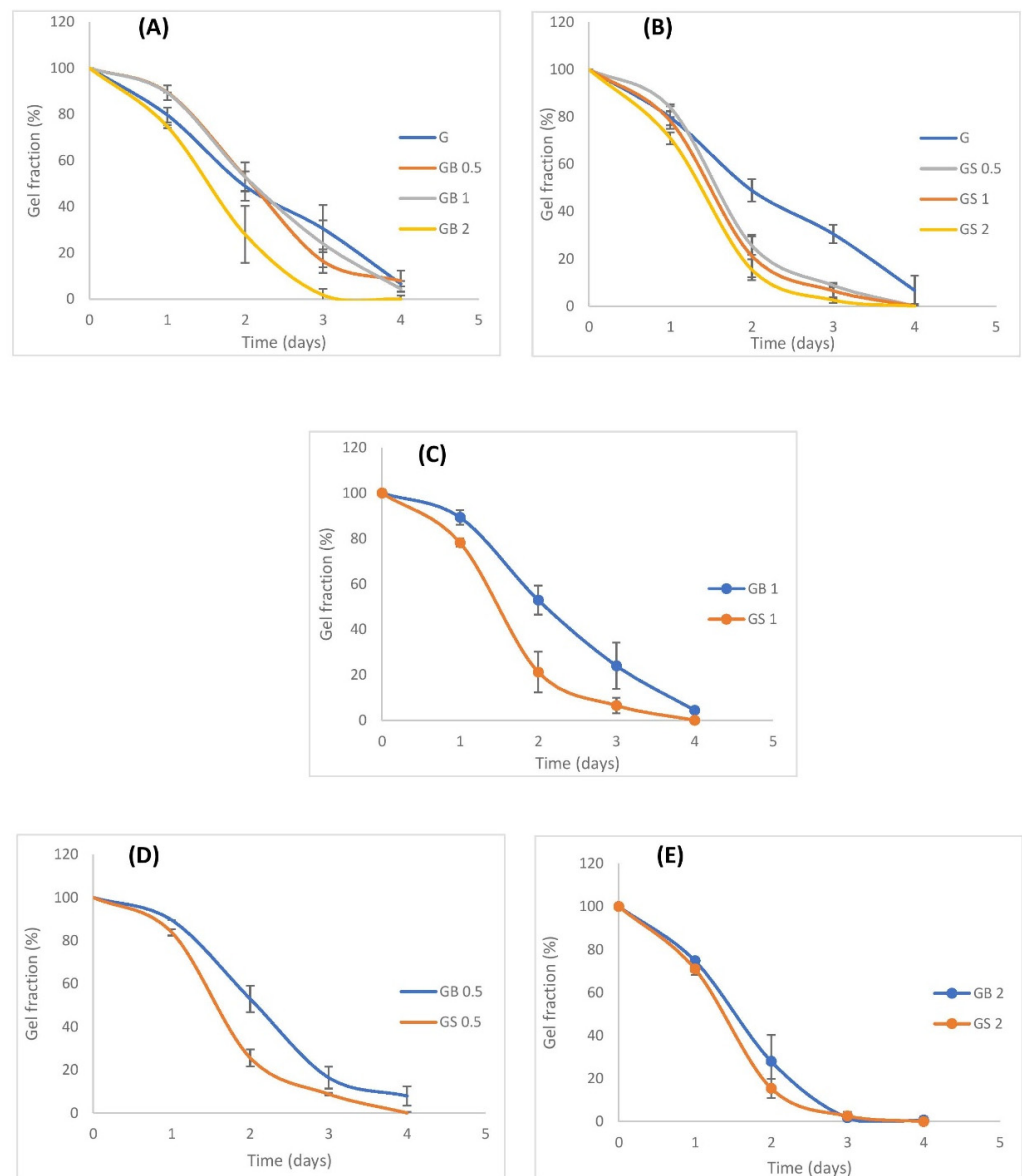 (A)
120
100
80
60
40
20
0
Gel fraction (%)
0 1 2 3 4 5
Time (days)
G
GB 0.5
GB 1
GB 2
(B)
120
100
80
60
40
20
0
Gel fraction (%)
0 1 2 3 4 5
Time (days)
G
GS 0.5
GS 1
GS 2
(C)
120
100
80
60
40
20
0
Gel fraction (%)
0 1 2 3 4 5
Time (days)
GB 1
GS 1
(D)
120
100
80
60
40
20
0
Gel fraction (%)
0 1 2 3 4 5
Time (days)
GB 0.5
GS 0.5
(E)
120
100
80
60
40
20
0
Gel fraction (%)
0 1 2 3 4 5
Time (days)
GB 2
GS 2